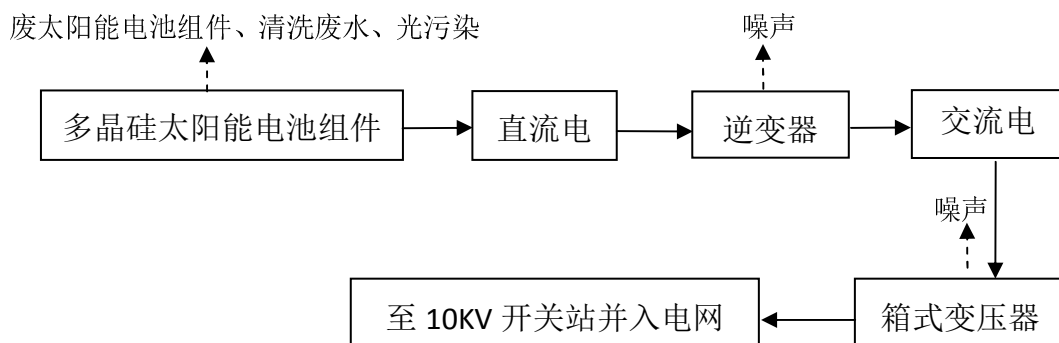 废太阳能电池组件、清洗废水、光污染
噪声
多晶硅太阳能电池组件
直流电
逆变器
交流电
噪声
至 10KV 开关站并入电网
箱式变压器